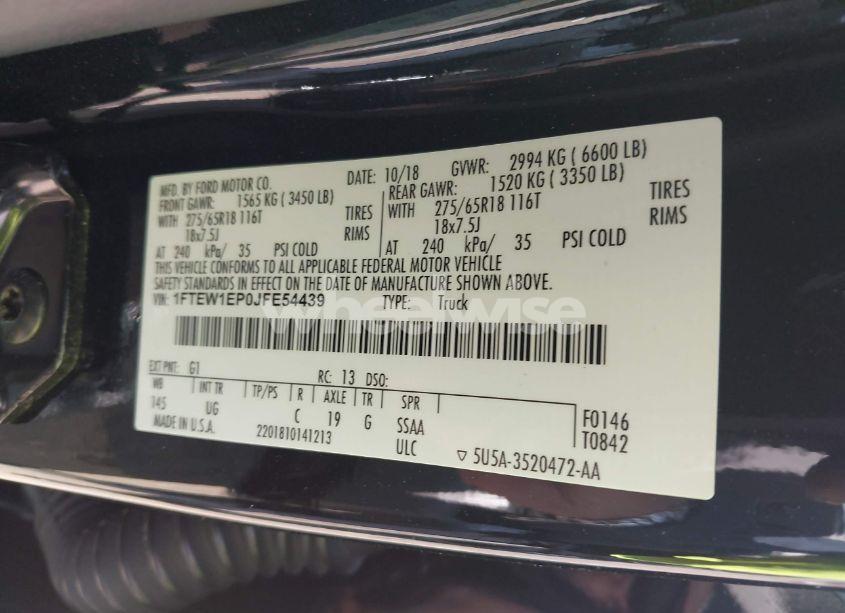 MFD. BY FORD MOTOR CO. DATE: 10/18 GVWR: 2994 KG ( 6600 LB)
FRONT GAWR: 1565 KG ( 3450 LB) REAR GAWR: 1520 KG ( 3350 LB)
WITH 275/65R18 116T TIRES WITH 275/65R18 116T TIRES
18x7.5J RIMS 18x7.5J RIMS
AT 240 kPa/ 35 PSI COLD AT 240 kPa/ 35 PSI COLD
THIS VEHICLE CONFORMS TO ALL APPLICABLE FEDERAL MOTOR VEHICLE
SAFETY STANDARDS IN EFFECT ON THE DATE OF MANUFACTURE SHOWN ABOVE.
VIN: 1FTEW1EP0JFE54439 TYPE: Truck
wheelwise
EXT PNT: G1 RC: 13 DSO:
WB INT TR TP/PS R AXLE TR SPR
145 UG C 19 G SSAA F0146
MADE IN U.S.A. 2201810141213 ULC T0842
▽ 5U5A-3520472-AA